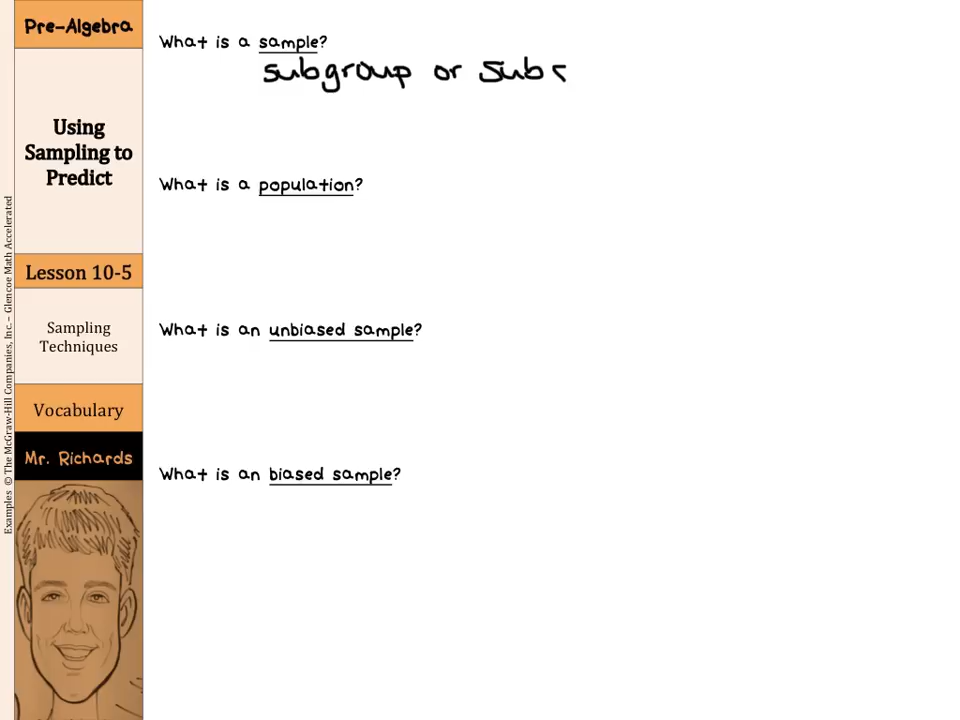 Pre-Algebra
Using
Sampling to
Predict
Lesson 10-5
Sampling
Techniques
Vocabulary
Mr. Richards
Examples © The McGraw-Hill Companies, Inc. – Glencoe Math Accelerated
What is a sample?
subgroup or sub
What is a population?
What is an unbiased sample?
What is an biased sample?